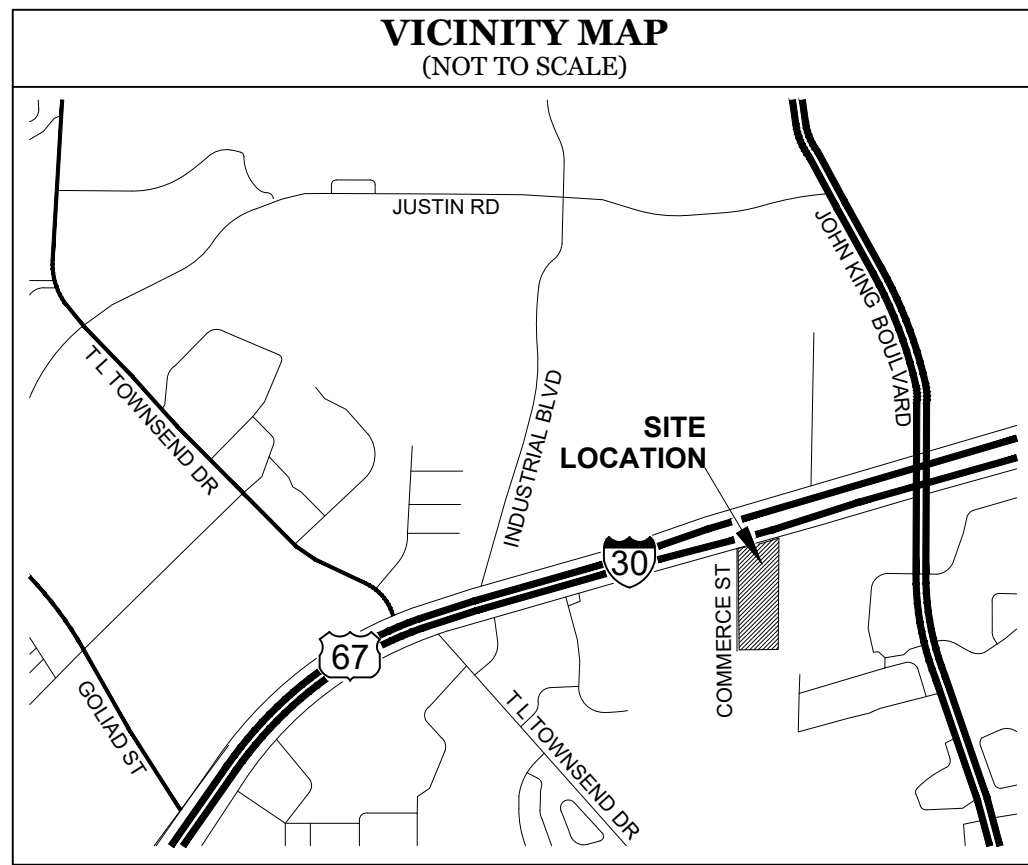 VICINITY MAP
(NOT TO SCALE)
JUSTIN RD
JOHN KING BOULVARD
T L TOWNSEND DR
INDUSTRIAL BLVD
SITE
LOCATION
30
COMMERCE ST
67
GOLIAD ST
T L TOWNSEND DR